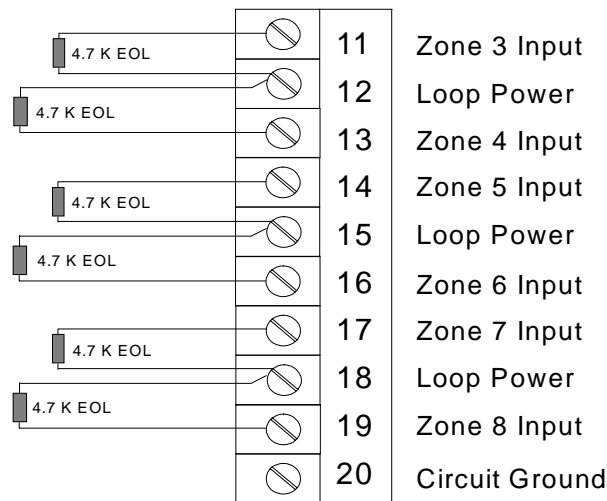 11 Zone 3 Input
4.7 K EOL
12 Loop Power
4.7 K EOL
13 Zone 4 Input
14 Zone 5 Input
4.7 K EOL
15 Loop Power
4.7 K EOL
16 Zone 6 Input
17 Zone 7 Input
4.7 K EOL
18 Loop Power
4.7 K EOL
19 Zone 8 Input
20 Circuit Ground